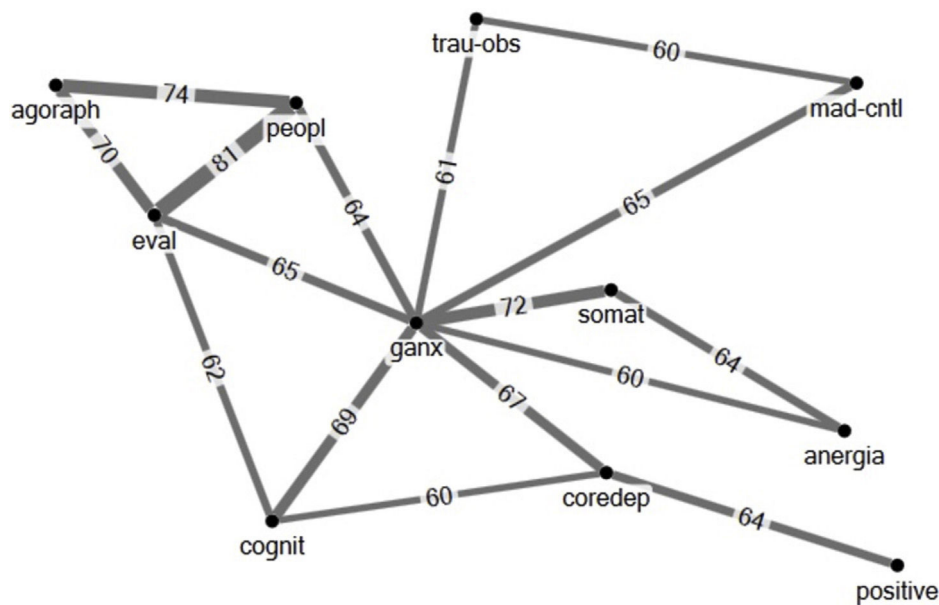 trau-obs
60
mad-cntl
agoraph
74
peopl
70
81
61
eval
64
65
65
72
somat
ganx
62
60
64
69
67
anergia
60
coredep
64
cognit
positive